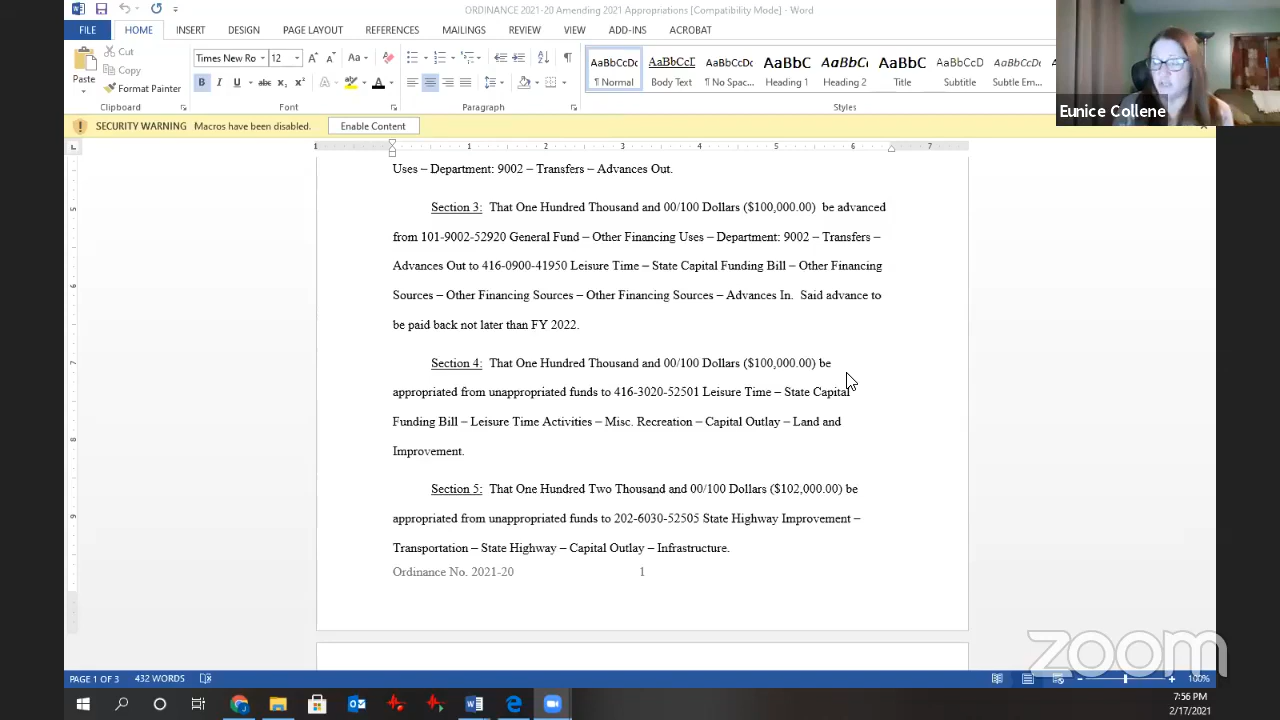 ORDINANCE 2021-20 Amending 2021 Appropriations [Compatibility Mode] - Word
FILE HOME INSERT DESIGN PAGE LAYOUT REFERENCES MAILINGS REVIEW VIEW ADD-INS ACROBAT
Cut
Copy
Format Painter
Paste
Times New Ro 12
AaBbCcDc AaBbCcI AaBbCcDc AaBbC AaBbC AaBbC AaBbCcD AaBbCcDc
¶ Normal Body Text ¶ No Spac... Heading 1 Heading 2 Title Subtitle Subtle Em...
Clipboard Font Paragraph Styles
Eunice Collene
SECURITY WARNING Macros have been disabled. Enable Content
1 1 2 3 4 5 6 7
Uses – Department: 9002 – Transfers – Advances Out.
Section 3: That One Hundred Thousand and 00/100 Dollars ($100,000.00) be advanced
from 101-9002-52920 General Fund – Other Financing Uses – Department: 9002 – Transfers –
Advances Out to 416-0900-41950 Leisure Time – State Capital Funding Bill – Other Financing
Sources – Other Financing Sources – Other Financing Sources – Advances In. Said advance to
be paid back not later than FY 2022.
Section 4: That One Hundred Thousand and 00/100 Dollars ($100,000.00) be
appropriated from unappropriated funds to 416-3020-52501 Leisure Time – State Capital
Funding Bill – Leisure Time Activities – Misc. Recreation – Capital Outlay – Land and
Improvement.
Section 5: That One Hundred Two Thousand and 00/100 Dollars ($102,000.00) be
appropriated from unappropriated funds to 202-6030-52505 State Highway Improvement –
Transportation – State Highway – Capital Outlay – Infrastructure.
Ordinance No. 2021-20 1
zoom
PAGE 1 OF 3 432 WORDS 100%
7:56 PM
2/17/2021